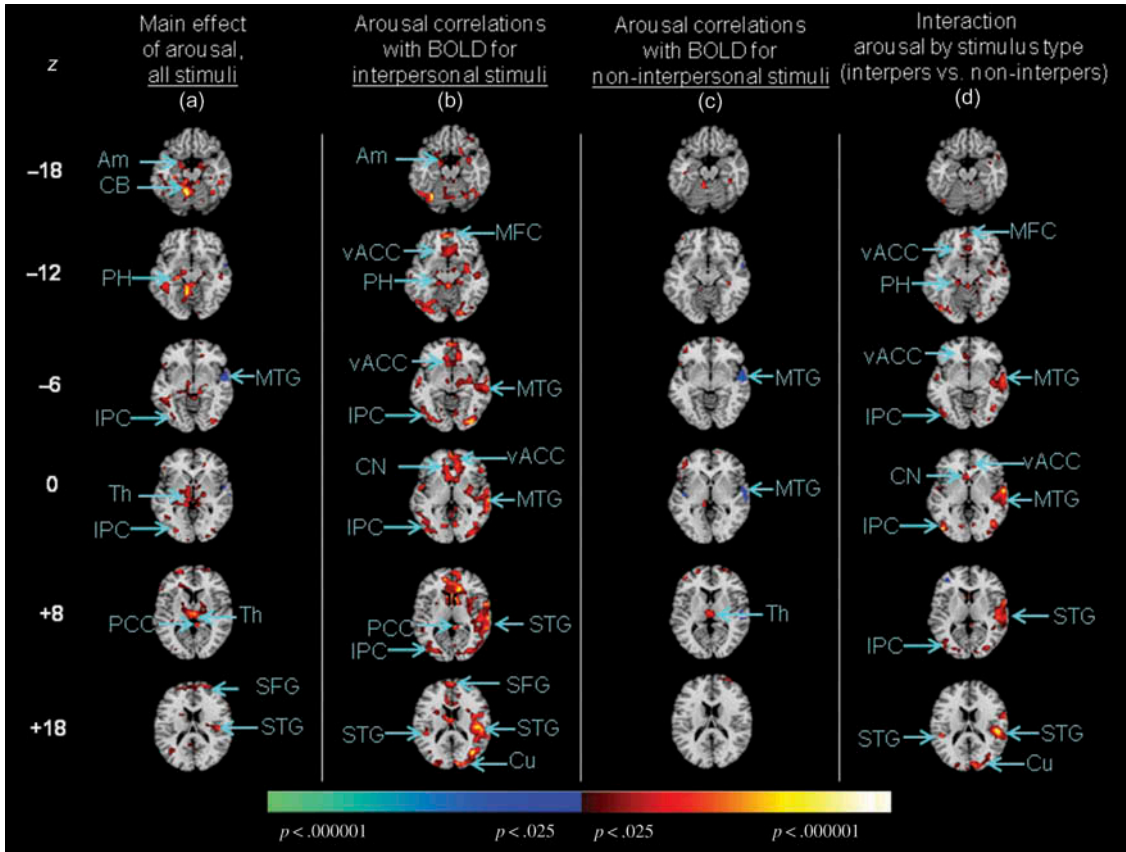 z
Main effect
of arousal,
all stimuli
(a)
Arousal correlations
with BOLD for
interpersonal stimuli
(b)
Arousal correlations
with BOLD for
non-interpersonal stimuli
(c)
Interaction
arousal by stimulus type
(interpers vs. non-interpers)
(d)
–18
Am
CB
Am
–12
PH
MFC
vACC
PH
MFC
vACC
PH
–6
MTG
IPC
vACC
MTG
IPC
MTG
vACC
MTG
IPC
0
Th
IPC
CN
vACC
MTG
IPC
MTG
CN
vACC
MTG
IPC
+8
PCC
Th
PCC
STG
IPC
Th
STG
IPC
+18
SFG
STG
SFG
STG
STG
Cu
STG
STG
Cu
p < .000001
p < .025
p < .025
p < .000001